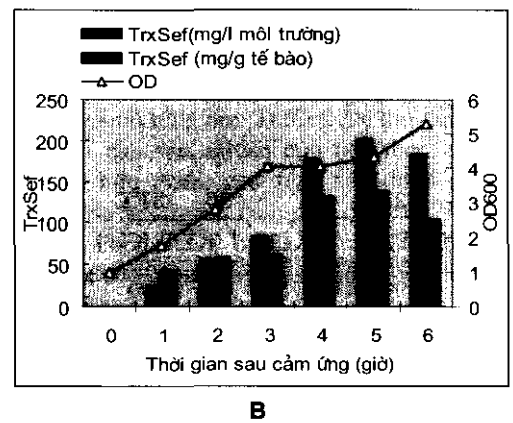 TrxSef(mg/l môi trường)
TrxSef (mg/g tế bào)
OD
250 6
200 5
150 4
100 3
50 2
0 1
0
TrxSef
OD600
0 1 2 3 4 5 6
Thời gian sau cảm ứng (giờ)
B